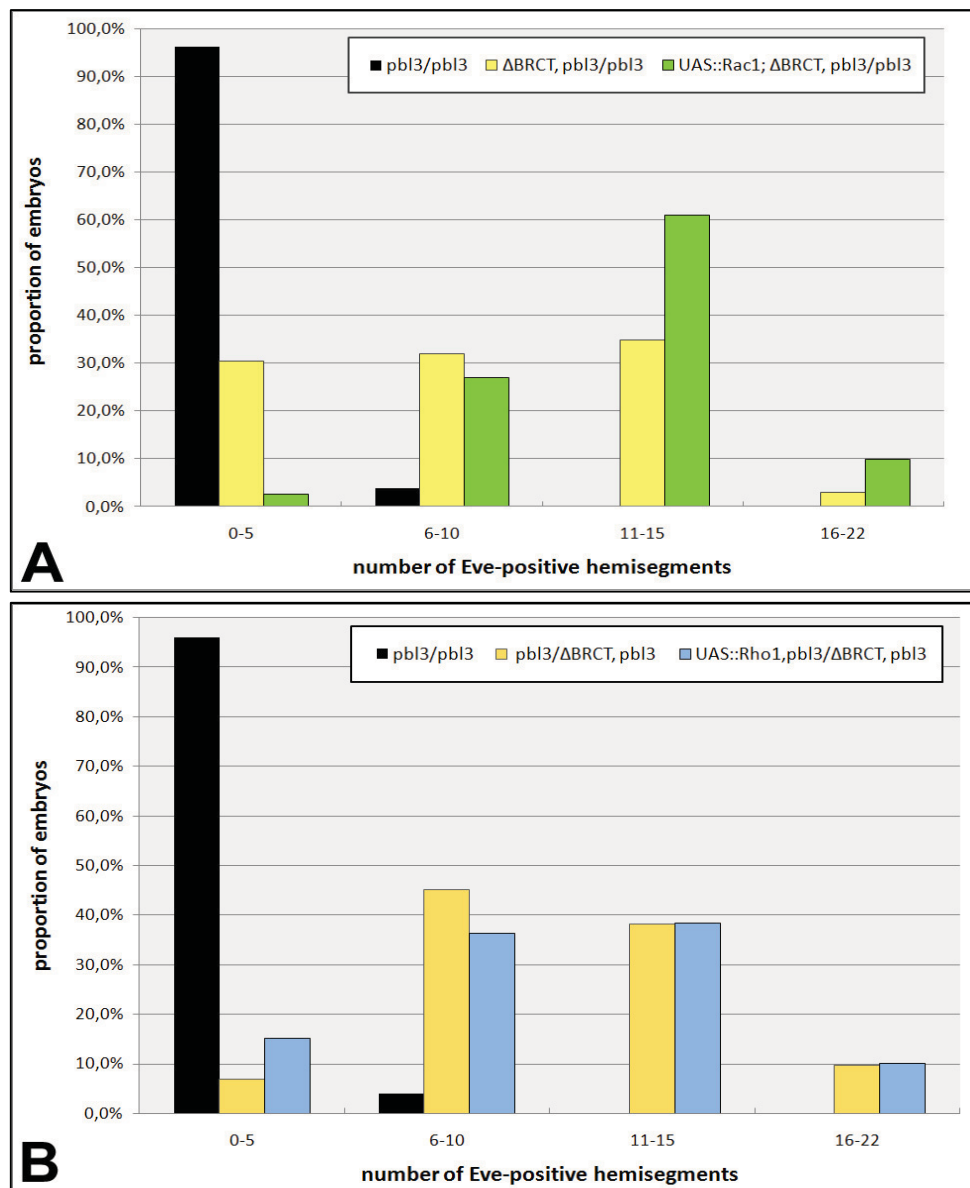 100,0%
90,0%
80,0%
70,0%
60,0%
50,0%
40,0%
30,0%
20,0%
10,0%
0,0%
proportion of embryos
pbl3/pbl3 ΔBRCT, pbl3/pbl3 UAS::Rac1; ΔBRCT, pbl3/pbl3
0-5 6-10 11-15 16-22
number of Eve-positive hemisegments
A
100,0%
90,0%
80,0%
70,0%
60,0%
50,0%
40,0%
30,0%
20,0%
10,0%
0,0%
proportion of embryos
pbl3/pbl3 pbl3/ΔBRCT, pbl3 UAS::Rho1,pbl3/ΔBRCT, pbl3
0-5 6-10 11-15 16-22
number of Eve-positive hemisegments
B